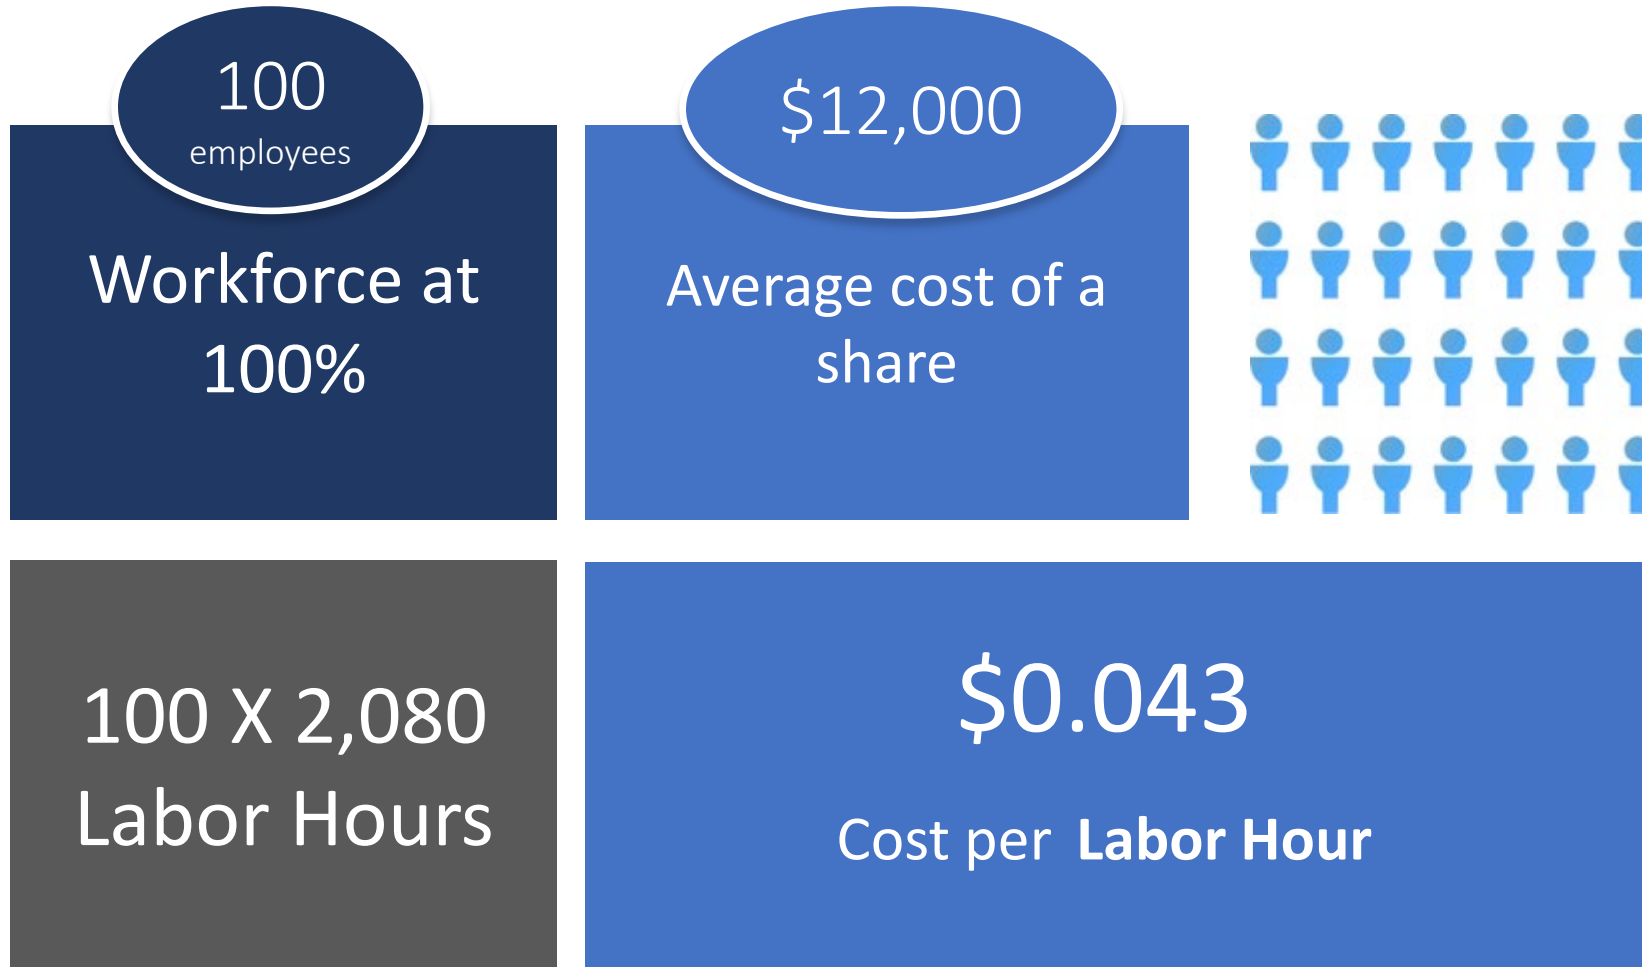 100
employees
Workforce at
100%
$12,000
Average cost of a
share
100 X 2,080
Labor Hours
$0.043
Cost per Labor Hour